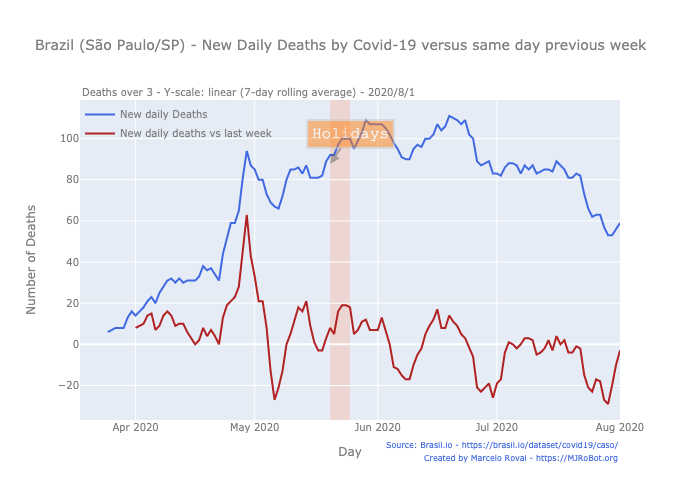 Brazil (São Paulo/SP) - New Daily Deaths by Covid-19 versus same day previous week
Deaths over 3 - Y-scale: linear (7-day rolling average) - 2020/8/1
New daily Deaths
New daily deaths vs last week
Holidays
Number of Deaths
100
80
60
40
20
0
−20
Apr 2020
May 2020
Jun 2020
Jul 2020
Aug 2020
Day
Source: Brasil.io - https://brasil.io/dataset/covid19/caso/
Created by Marcelo Rovai - https://MJRoBot.org